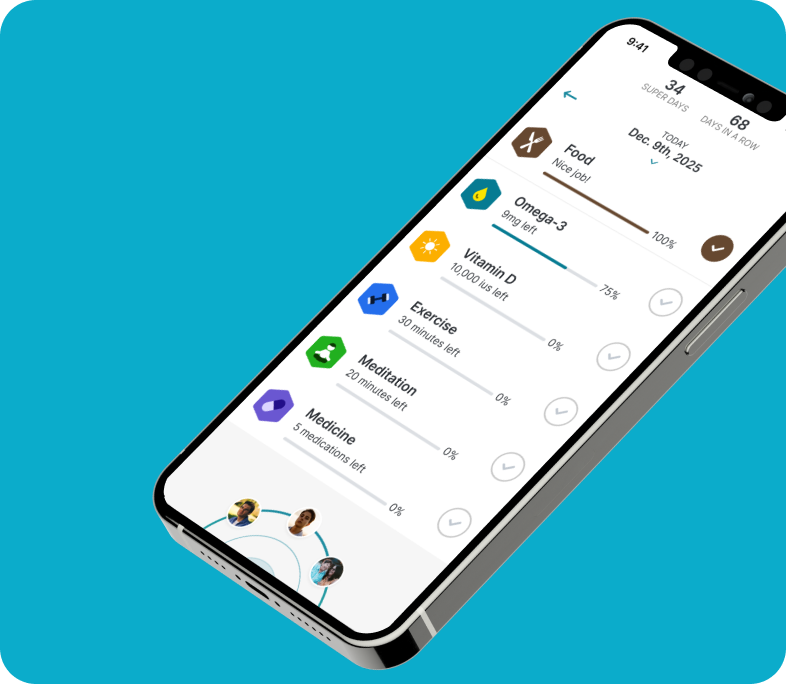 9:41
34
SUPER DAYS
68
DAYS IN A ROW
TODAY
Dec. 9th, 2025
Food
Nice job!
100%
Omega-3
9mg left
75%
Vitamin D
10,000 ius left
0%
Exercise
30 minutes left
0%
Meditation
20 minutes left
0%
Medicine
5 medications left
0%